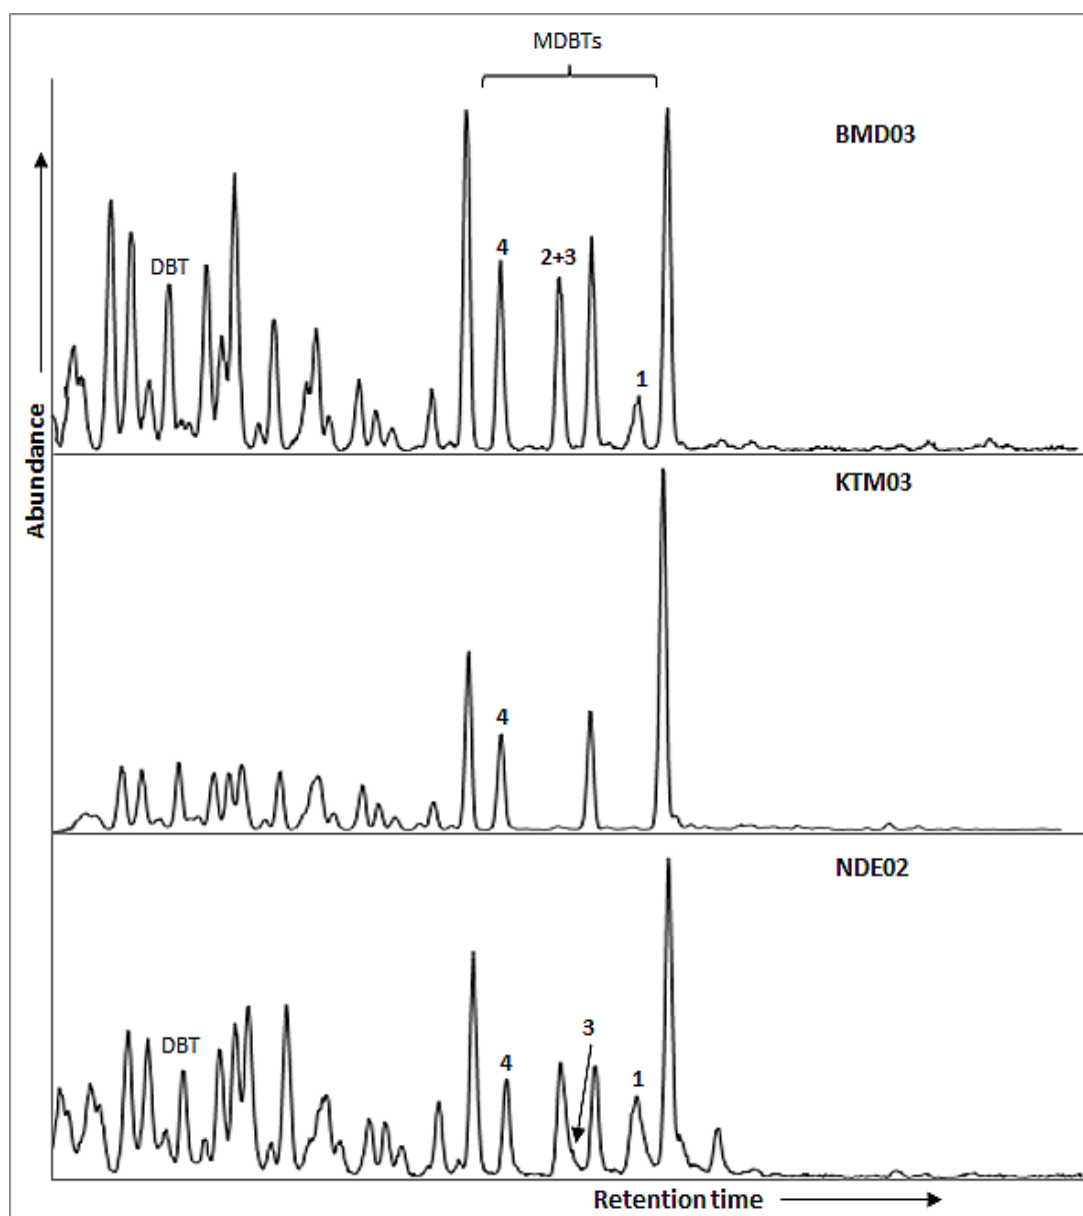 MDBTs
BMD03
4
2+3
DBT
1
KTM03
Abundance
4
NDE02
3
DBT
4
1
Retention time